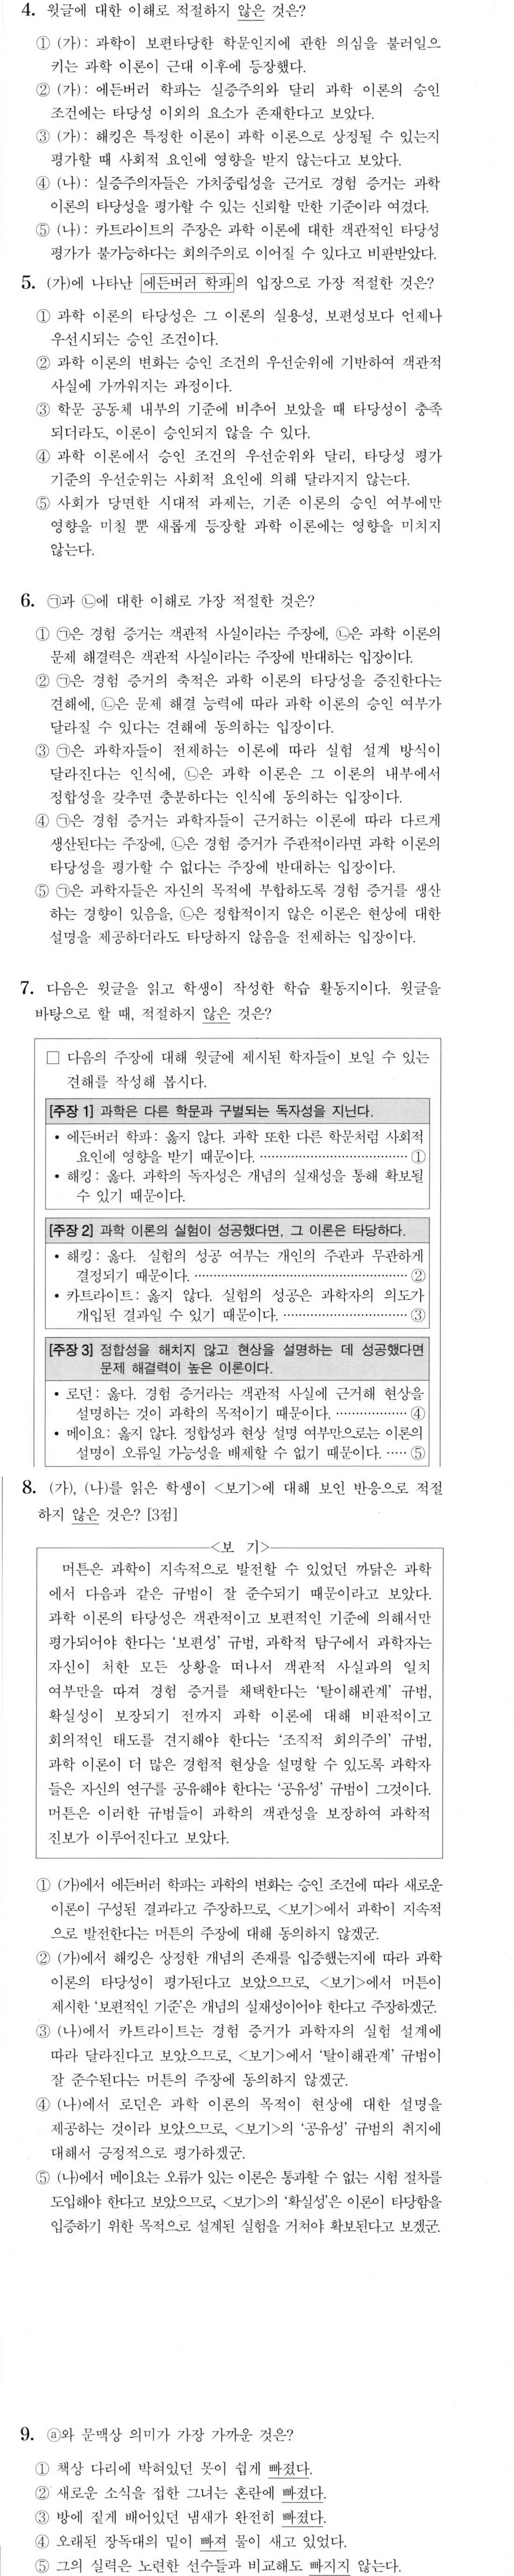 4. 윗글에 대한 이해로 적절하지 않은 것은?
① (가): 과학이 보편타당한 학문인지에 관한 의심을 불러일으
키는 과학 이론이 근대 이후에 등장했다.
② (가): 에든버러 학파는 실증주의와 달리 과학 이론의 승인
조건에는 타당성 이외의 요소가 존재한다고 보았다.
③ (가): 해킹은 특정한 이론이 과학 이론으로 상정될 수 있는지
평가할 때 사회적 요인에 영향을 받지 않는다고 보았다.
④ (나): 실증주의자들은 가치중립성을 근거로 경험 증거는 과학
이론의 타당성을 평가할 수 있는 신뢰할 만한 기준이라 여겼다.
⑤ (나): 카트라이트의 주장은 과학 이론에 대한 객관적인 타당성
평가가 불가능하다는 회의주의로 이어질 수 있다고 비판받았다.
5. (가)에 나타난 에든버러 학파의 입장으로 가장 적절한 것은?
① 과학 이론의 타당성은 그 이론의 실용성, 보편성보다 언제나
우선시되는 승인 조건이다.
② 과학 이론의 변화는 승인 조건의 우선순위에 기반하여 객관적
사실에 가까워지는 과정이다.
③ 학문 공동체 내부의 기준에 비추어 보았을 때 타당성이 충족
되더라도, 이론이 승인되지 않을 수 있다.
④ 과학 이론에서 승인 조건의 우선순위와 달리, 타당성 평가
기준의 우선순위는 사회적 요인에 의해 달라지지 않는다.
⑤ 사회가 당면한 시대적 과제는, 기존 이론의 승인 여부에만
영향을 미칠 뿐 새롭게 등장할 과학 이론에는 영향을 미치지
않는다.
6. ㉠과 ㉡에 대한 이해로 가장 적절한 것은?
① ㉠은 경험 증거는 객관적 사실이라는 주장에, ㉡은 과학 이론의
문제 해결력은 객관적 사실이라는 주장에 반대하는 입장이다.
② ㉠은 경험 증거의 축적은 과학 이론의 타당성을 증진한다는
견해에, ㉡은 문제 해결 능력에 따라 과학 이론의 승인 여부가
달라질 수 있다는 견해에 동의하는 입장이다.
③ ㉠은 과학자들이 전제하는 이론에 따라 실험 설계 방식이
달라진다는 인식에, ㉡은 과학 이론은 그 이론의 내부에서
정합성을 갖추면 충분하다는 인식에 동의하는 입장이다.
④ ㉠은 경험 증거는 과학자들이 근거하는 이론에 따라 다르게
생산된다는 주장에, ㉡은 경험 증거가 주관적이라면 과학 이론의
타당성을 평가할 수 없다는 주장에 반대하는 입장이다.
⑤ ㉠은 과학자들은 자신의 목적에 부합하도록 경험 증거를 생산
하는 경향이 있음을, ㉡은 정합적이지 않은 이론은 현상에 대한
설명을 제공하더라도 타당하지 않음을 전제하는 입장이다.
7. 다음은 윗글을 읽고 학생이 작성한 학습 활동지이다. 윗글을
바탕으로 할 때, 적절하지 않은 것은?
□ 다음의 주장에 대해 윗글에 제시된 학자들이 보일 수 있는
견해를 작성해 봅시다.
[주장 1] 과학은 다른 학문과 구별되는 독자성을 지닌다.
• 에든버러 학파: 옳지 않다. 과학 또한 다른 학문처럼 사회적
요인에 영향을 받기 때문이다. ……………………………… ①
• 해킹: 옳다. 과학의 독자성은 개념의 실재성을 통해 확보될
수 있기 때문이다.
[주장 2] 과학 이론의 실험이 성공했다면, 그 이론은 타당하다.
• 해킹: 옳다. 실험의 성공 여부는 개인의 주관과 무관하게
결정되기 때문이다. ……………………………………………… ②
• 카트라이트: 옳지 않다. 실험의 성공은 과학자의 의도가
개입된 결과일 수 있기 때문이다. ………………………… ③
[주장 3] 정합성을 해치지 않고 현상을 설명하는 데 성공했다면
문제 해결력이 높은 이론이다.
• 로던: 옳다. 경험 증거라는 객관적 사실에 근거해 현상을
설명하는 것이 과학의 목적이기 때문이다. ……………… ④
• 메이요: 옳지 않다. 정합성과 현상 설명 여부만으로는 이론의
설명이 오류일 가능성을 배제할 수 없기 때문이다. ····· ⑤
8. (가), (나)를 읽은 학생이 <보기>에 대해 보인 반응으로 적절
하지 않은 것은? [3점]
<보 기>
머튼은 과학이 지속적으로 발전할 수 있었던 까닭은 과학
에서 다음과 같은 규범이 잘 준수되기 때문이라고 보았다.
과학 이론의 타당성은 객관적이고 보편적인 기준에 의해서만
평가되어야 한다는 ‘보편성’ 규범, 과학적 탐구에서 과학자는
자신이 처한 모든 상황을 떠나서 객관적 사실과의 일치
여부만을 따져 경험 증거를 채택한다는 ‘탈이해관계’ 규범,
확실성이 보장되기 전까지 과학 이론에 대해 비판적이고
회의적인 태도를 견지해야 한다는 ‘조직적 회의주의’ 규범,
과학 이론이 더 많은 경험적 현상을 설명할 수 있도록 과학자
들은 자신의 연구를 공유해야 한다는 ‘공유성’ 규범이 그것이다.
머튼은 이러한 규범들이 과학의 객관성을 보장하여 과학적
진보가 이루어진다고 보았다.
① (가)에서 에든버러 학파는 과학의 변화는 승인 조건에 따라 새로운
이론이 구성된 결과라고 주장하므로, <보기>에서 과학이 지속적
으로 발전한다는 머튼의 주장에 대해 동의하지 않겠군.
② (가)에서 해킹은 상정한 개념의 존재를 입증했는지에 따라 과학
이론의 타당성이 평가된다고 보았으므로, <보기>에서 머튼이
제시한 ‘보편적인 기준’은 개념의 실재성이어야 한다고 주장하겠군.
③ (나)에서 카트라이트는 경험 증거가 과학자의 실험 설계에
따라 달라진다고 보았으므로, <보기>에서 ‘탈이해관계’ 규범이
잘 준수된다는 머튼의 주장에 동의하지 않겠군.
④ (나)에서 로던은 과학 이론의 목적이 현상에 대한 설명을
제공하는 것이라 보았으므로, <보기>의 ‘공유성’ 규범의 취지에
대해서 긍정적으로 평가하겠군.
⑤ (나)에서 메이요는 오류가 있는 이론은 통과할 수 없는 시험 절차를
도입해야 한다고 보았으므로, <보기>의 ‘확실성’은 이론이 타당함을
입증하기 위한 목적으로 설계된 실험을 거쳐야 확보된다고 보겠군.
9. ⓐ와 문맥상 의미가 가장 가까운 것은?
① 책상 다리에 박혀있던 못이 쉽게 빠졌다.
② 새로운 소식을 접한 그녀는 혼란에 빠졌다.
③ 방에 짙게 배어있던 냄새가 완전히 빠졌다.
④ 오래된 장독대의 밑이 빠져 물이 새고 있었다.
⑤ 그의 실력은 노련한 선수들과 비교해도 빠지지 않는다.